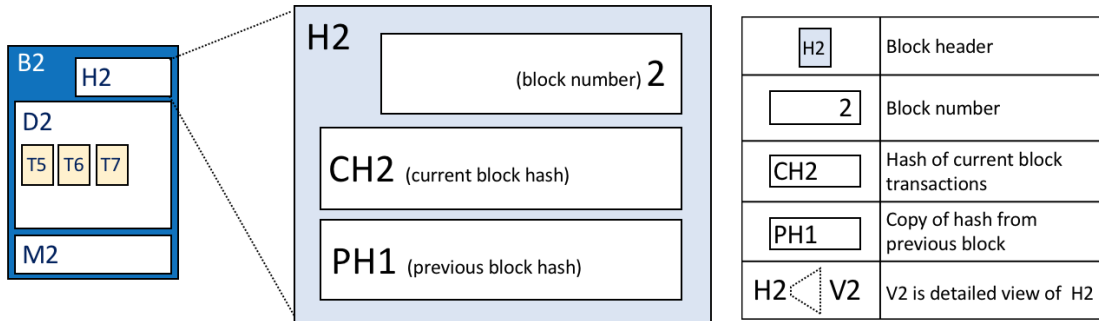 B2
H2
D2
T5 T6 T7
M2
H2
(block number) 2
CH2 (current block hash)
PH1 (previous block hash)
H2 Block header
2 Block number
CH2 Hash of current block
transactions
PH1 Copy of hash from
previous block
H2 V2 V2 is detailed view of H2